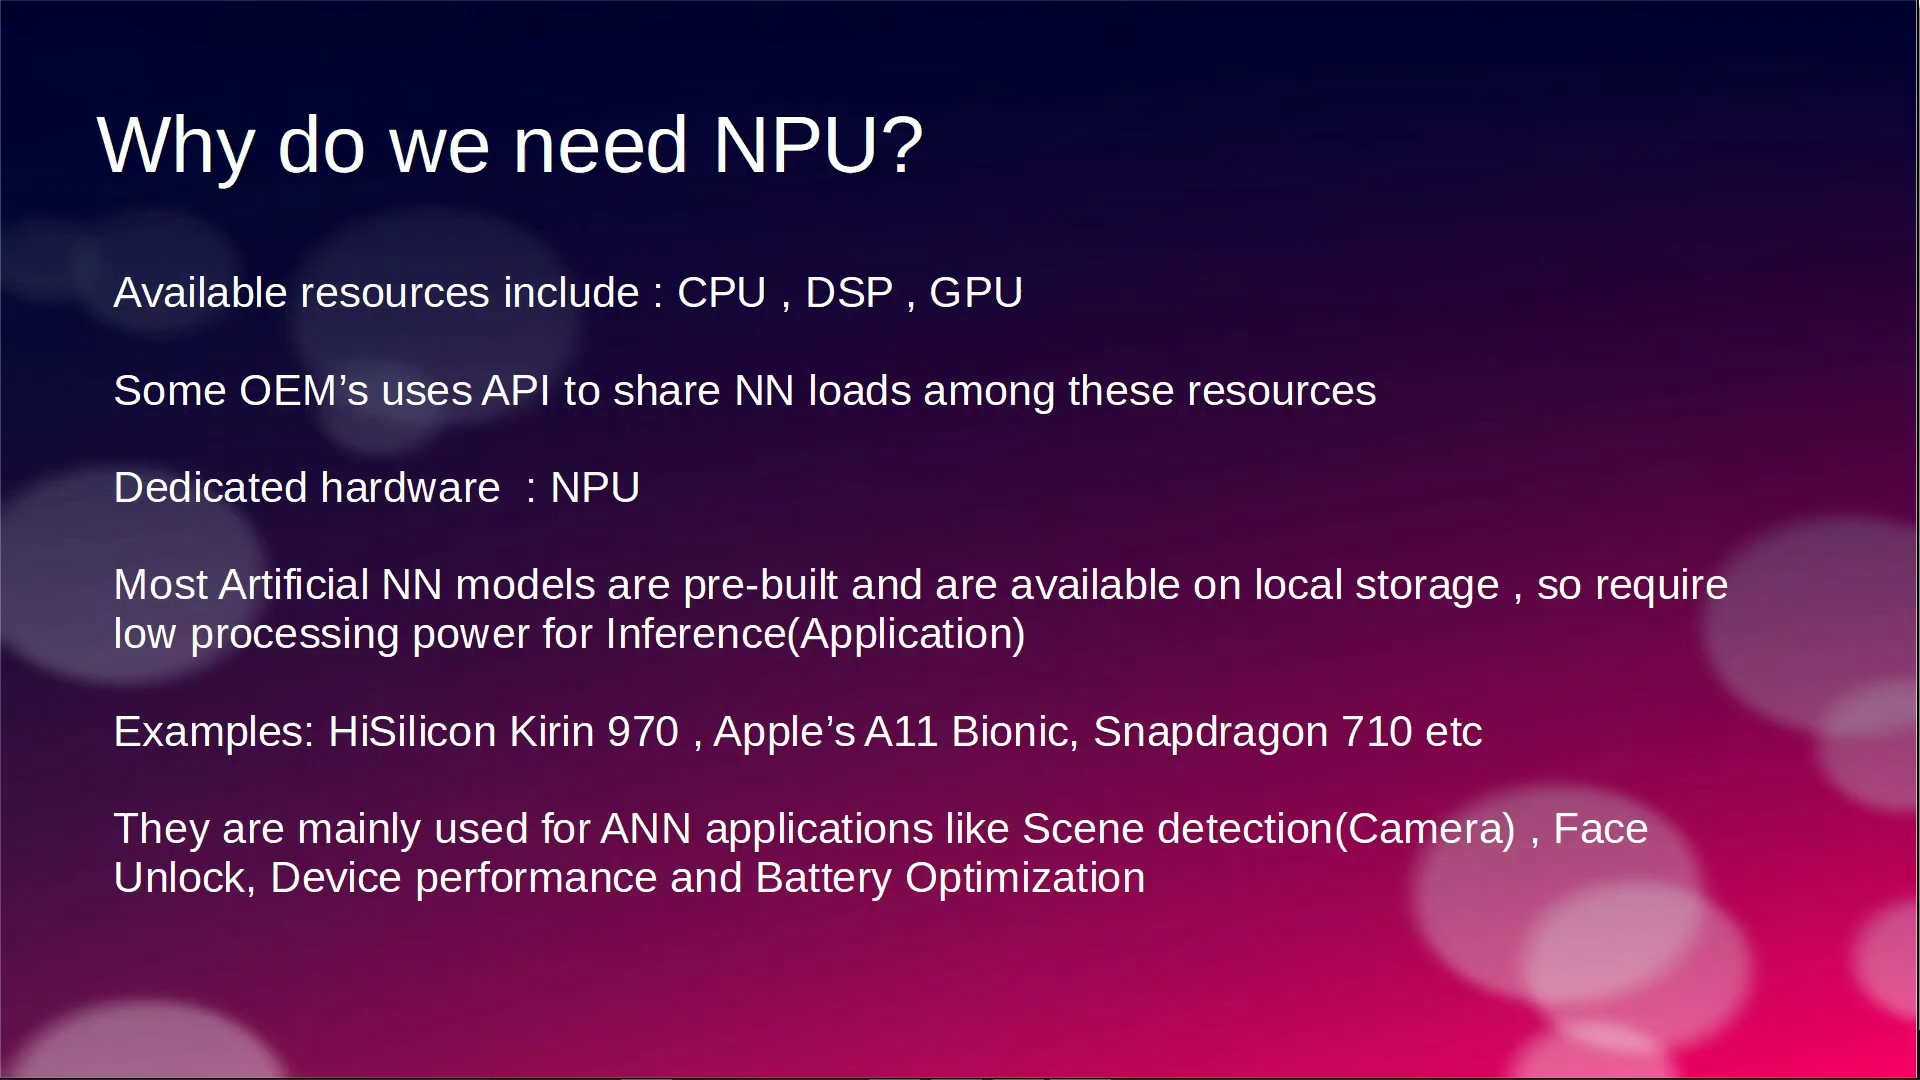 Why do we need NPU?
Available resources include : CPU , DSP , GPU
Some OEM’s uses API to share NN loads among these resources
Dedicated hardware  : NPU
Most Artificial NN models are pre-built and are available on local storage , so require
low processing power for Inference(Application)
Examples: HiSilicon Kirin 970 , Apple’s A11 Bionic, Snapdragon 710 etc
They are mainly used for ANN applications like Scene detection(Camera) , Face
Unlock, Device performance and Battery Optimization